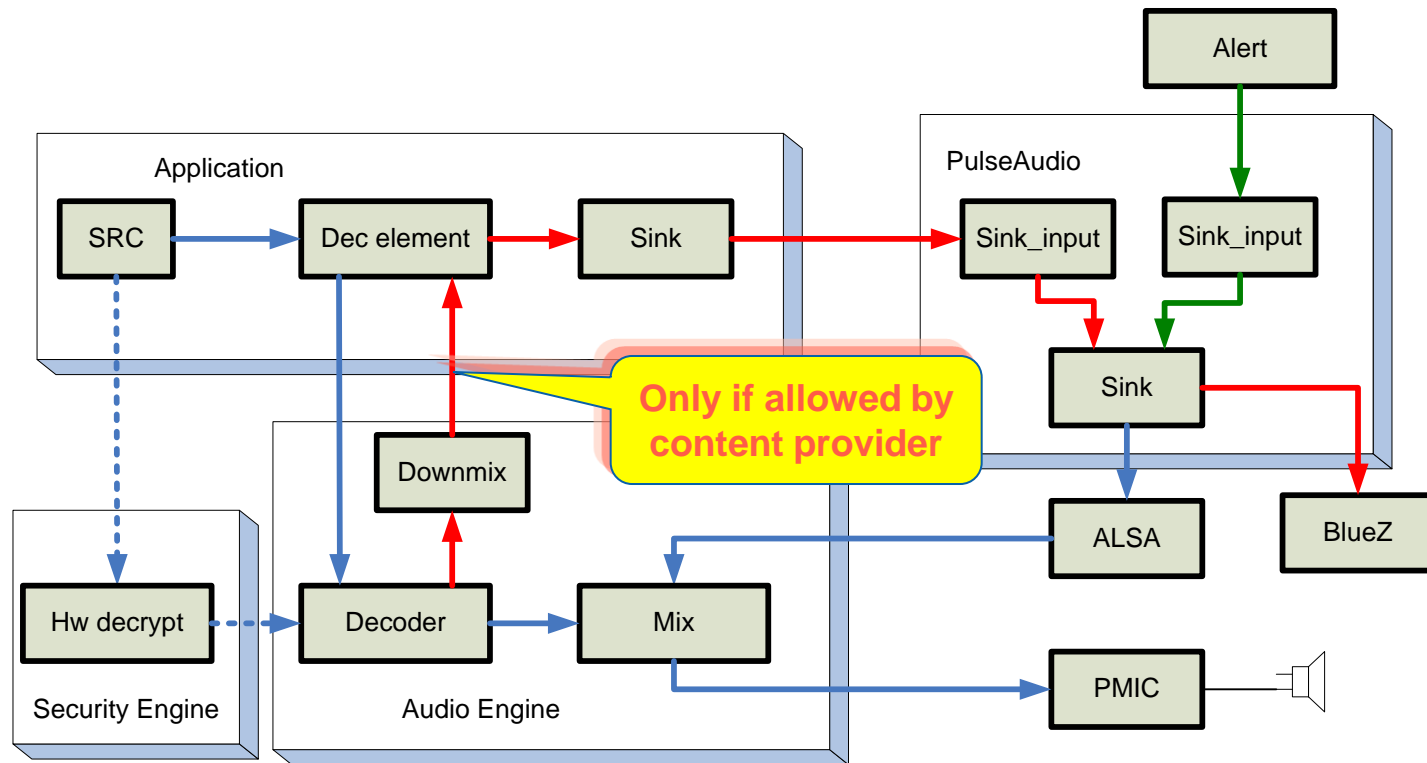 Alert
Application
PulseAudio
SRC
Dec element
Sink
Sink_input
Sink_input
Sink
Only if allowed by
content provider
Downmix
ALSA
BlueZ
Hw decrypt
Decoder
Mix
PMIC
Security Engine
Audio Engine